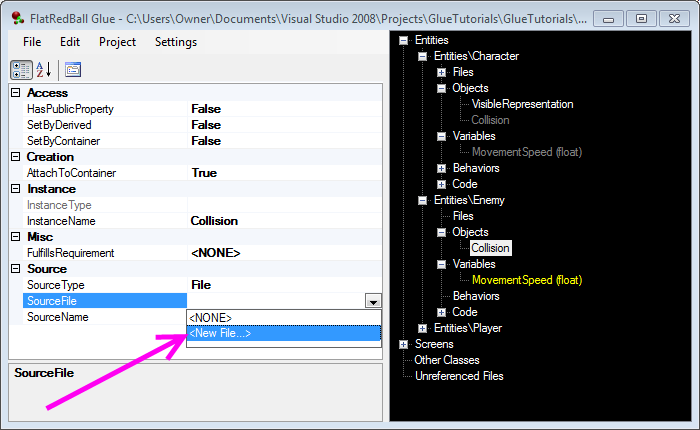 FlatRedBall Glue - C:\Users\Owner\Documents\Visual Studio 2008\Projects\GlueTutorials\GlueTutorials\...
File Edit Project Settings
Access
HasPublicProperty False
SetByDerived False
SetByContainer False
Creation
AttachToContainer True
Instance
InstanceType
InstanceName Collision
Misc
FulfillsRequirement <NONE>
Source
SourceType File
SourceFile
SourceName
<NONE>
<New File...>
SourceFile
Entities
Entities\Character
Files
Objects
VisibleRepresentation
Collision
Variables
MovementSpeed (float)
Behaviors
Code
Entities\Enemy
Files
Objects
Collision
Variables
MovementSpeed (float)
Behaviors
Code
Entities\Player
Screens
Other Classes
Unreferenced Files